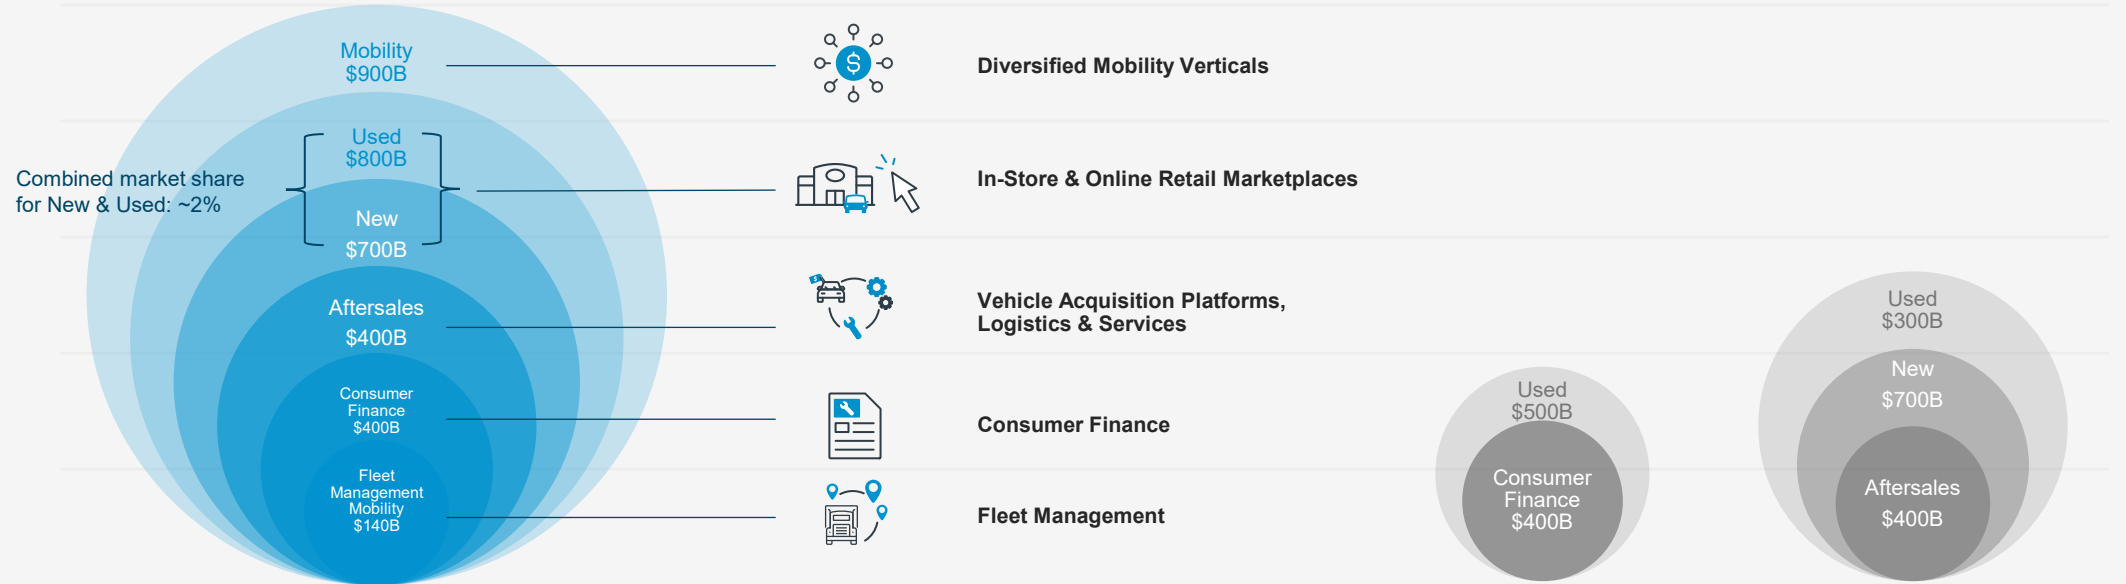 Mobility
$900B
Used
$800B
Combined market share
for New & Used: ~2%
New
$700B
Aftersales
$400B
Consumer
Finance
$400B
Fleet
Management
Mobility
$140B
Diversified Mobility Verticals
In-Store & Online Retail Marketplaces
Vehicle Acquisition Platforms,
Logistics & Services
Consumer Finance
Fleet Management
Used
$500B
Consumer
Finance
$400B
Used
$300B
New
$700B
Aftersales
$400B